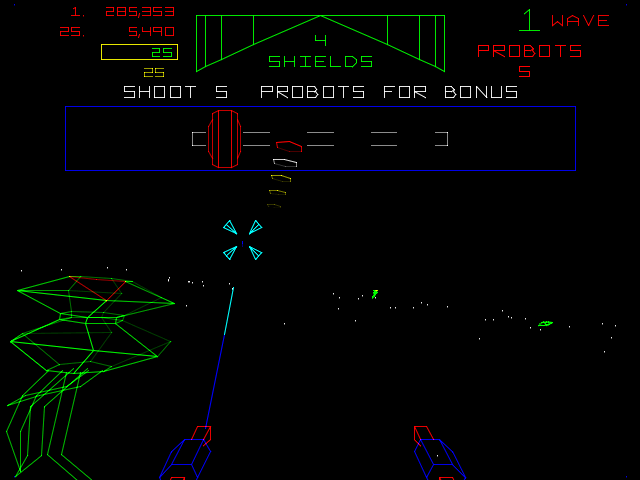 1. 285,353
25. 5,490
25
25
4
SHIELDS
1 WAVE
PROBOTS
5
SHOOT 5 PROBOTS FOR BONUS